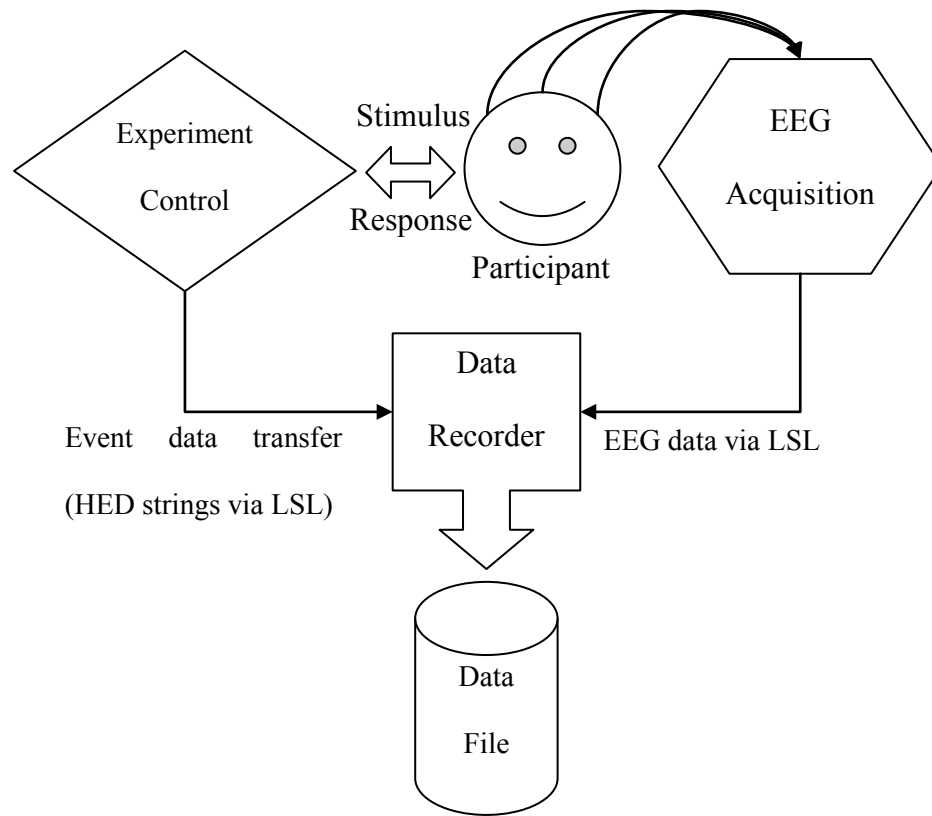 Experiment
Control
Stimulus
Response
Participant
EEG
Acquisition
Data
Recorder
Event data transfer
(HED strings via LSL)
EEG data via LSL
Data
File